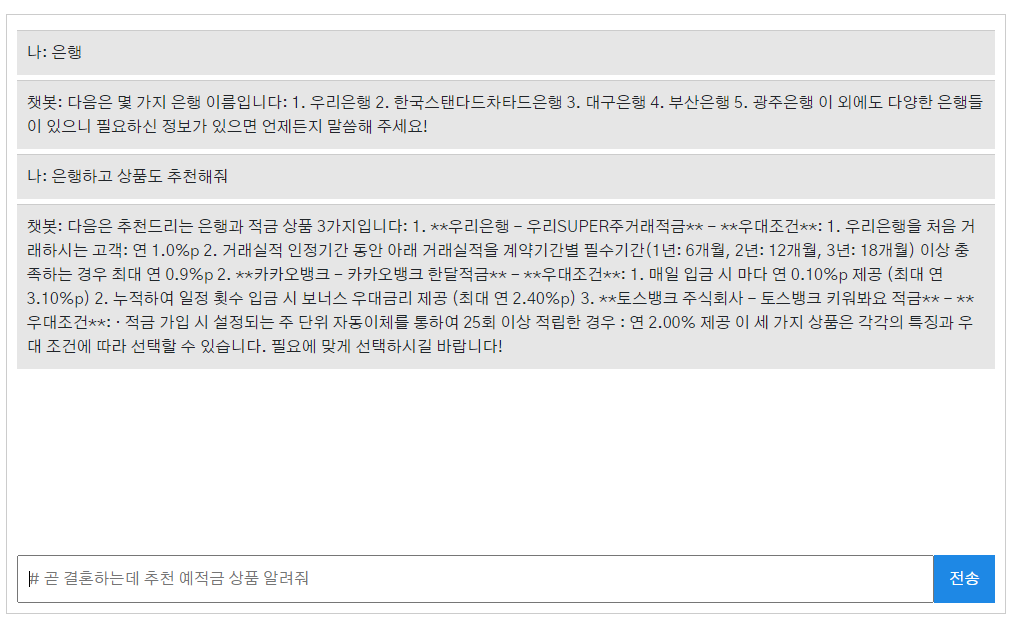 나: 은행
챗봇: 다음은 몇 가지 은행 이름입니다: 1. 우리은행 2. 한국스탠다드차타드은행 3. 대구은행 4. 부산은행 5. 광주은행 이 외에도 다양한 은행들
이 있으니 필요하신 정보가 있으면 언제든지 말씀해 주세요!
나: 은행하고 상품도 추천해줘
챗봇: 다음은 추천드리는 은행과 적금 상품 3가지입니다: 1. **우리은행 - 우리SUPER주거래적금** - **우대조건**: 1. 우리은행을 처음 거
래하시는 고객: 연 1.0%p 2. 거래실적 인정기간 동안 아래 거래실적을 계약기간별 필수기간(1년: 6개월, 2년: 12개월, 3년: 18개월) 이상 충
족하는 경우 최대 연 0.9%p 2. **카카오뱅크 - 카카오뱅크 한달적금** - **우대조건**: 1. 매일 입금 시 마다 연 0.10%p 제공 (최대 연
3.10%p) 2. 누적하여 일정 횟수 입금 시 보너스 우대금리 제공 (최대 연 2.40%p) 3. **토스뱅크 주식회사 - 토스뱅크 키워봐요 적금** - **
우대조건**: · 적금 가입 시 설정되는 주 단위 자동이체를 통하여 25회 이상 적립한 경우 : 연 2.00% 제공 이 세 가지 상품은 각각의 특징과 우
대 조건에 따라 선택할 수 있습니다. 필요에 맞게 선택하시길 바랍니다!
# 곧 결혼하는데 추천 예적금 상품 알려줘
전송